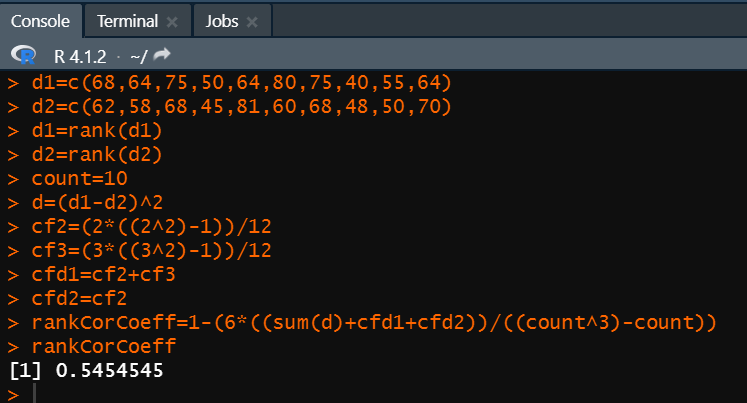 Console Terminal × Jobs ×
R R 4.1.2 · ~/
> d1=c(68,64,75,50,64,80,75,40,55,64)
> d2=c(62,58,68,45,81,60,68,48,50,70)
> d1=rank(d1)
> d2=rank(d2)
> count=10
> d=(d1-d2)^2
> cf2=(2*((2^2)-1))/12
> cf3=(3*((3^2)-1))/12
> cfd1=cf2+cf3
> cfd2=cf2
> rankCorCoeff=1-(6*((sum(d)+cfd1+cfd2))/((count^3)-count))
> rankCorCoeff
[1] 0.5454545
>